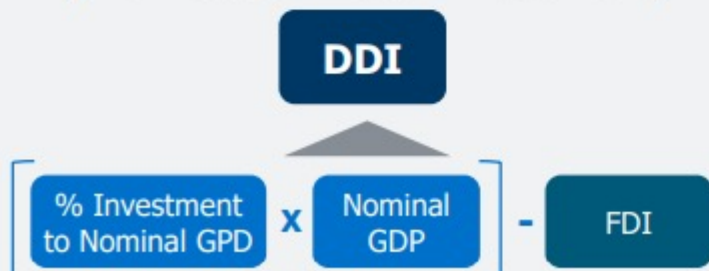 DDI
% Investment
to Nominal GPD
x
Nominal
GDP
-
FDI